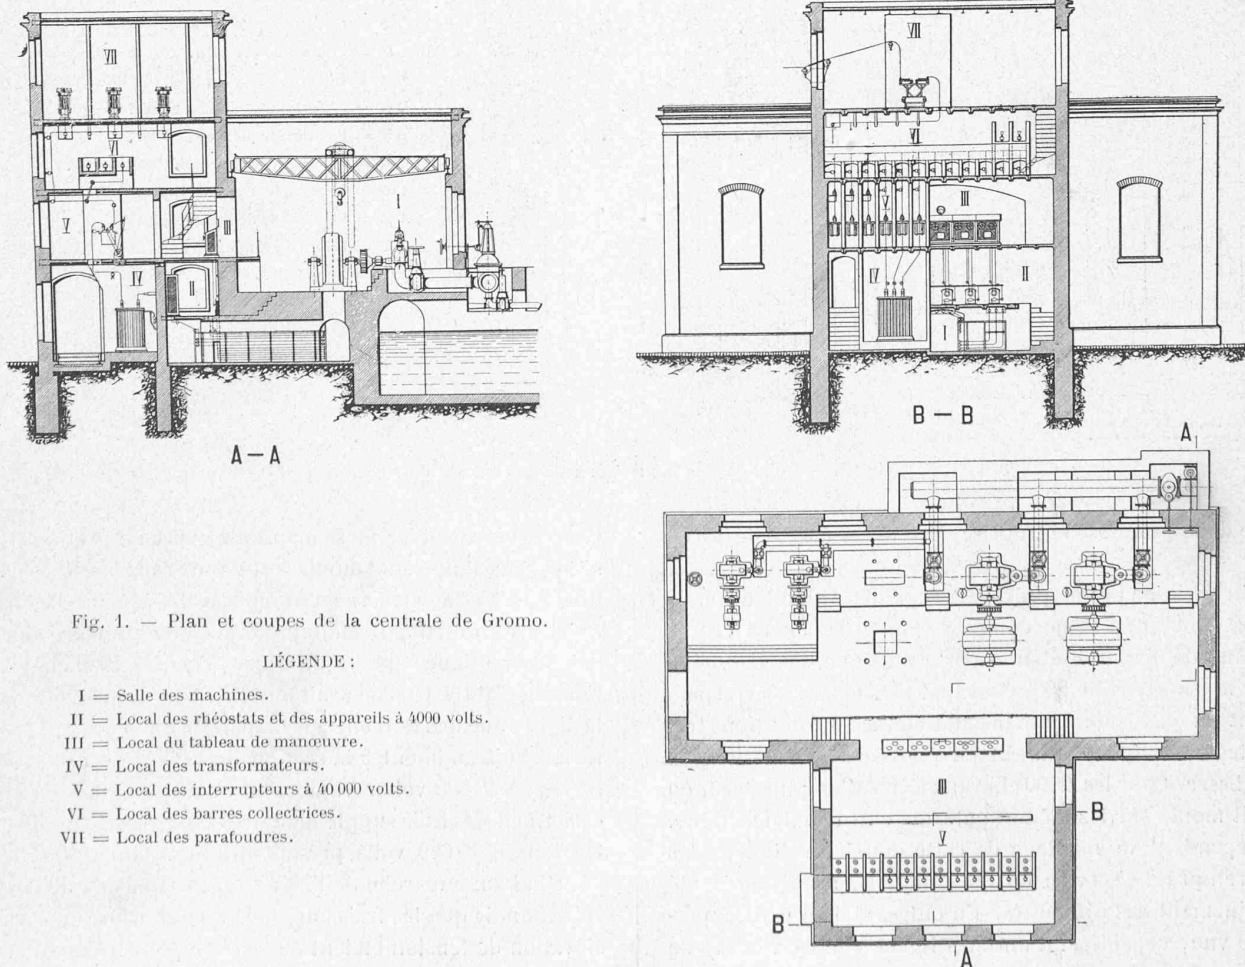 VII
VI
V
IV
III
II
I
A — A
VII
VI
V
III
IV
II
I
B — B
A
Fig. 1. — Plan et coupes de la centrale de Gromo.
LÉGENDE :
I = Salle des machines.
II = Local des rhéostats et des appareils à 4000 volts.
III = Local du tableau de manœuvre.
IV = Local des transformateurs.
V = Local des interrupteurs à 40 000 volts.
VI = Local des barres collectrices.
VII = Local des parafoudres.
III
B
V
B
A